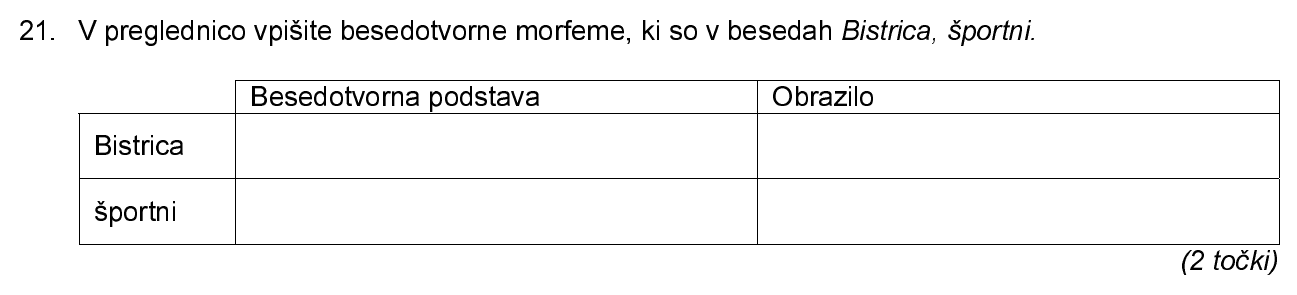 21. V preglednico vpišite besedotvorne morfeme, ki so v besedah Bistrica, športni.
Besedotvorna podstava Obrazilo
Bistrica
športni
(2 točki)